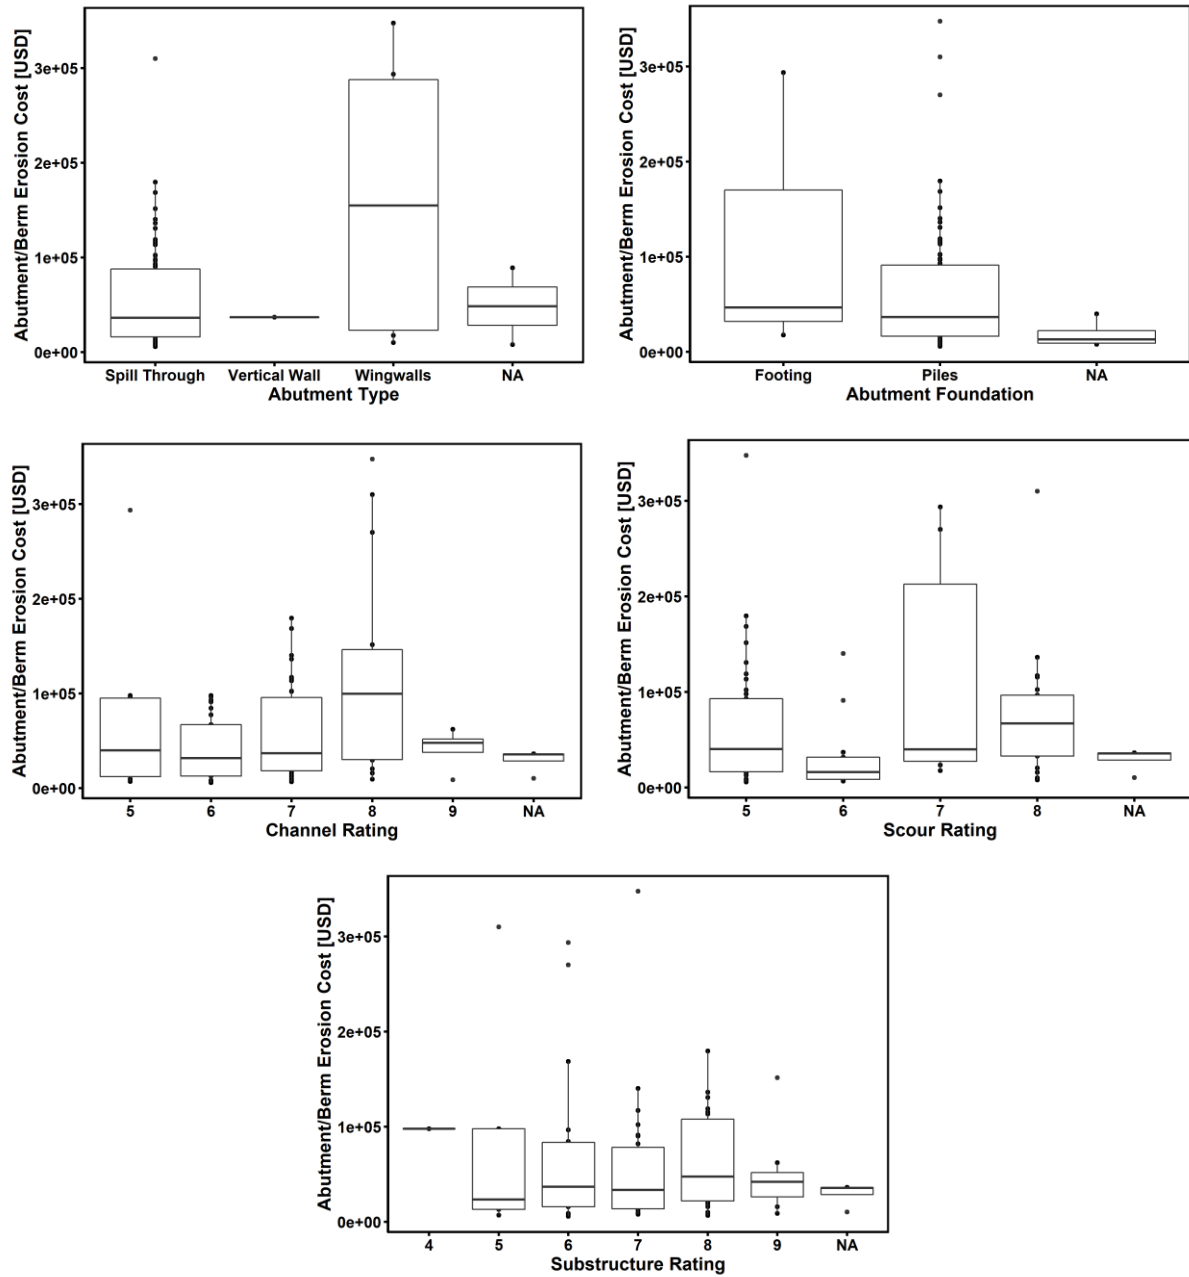 Abutment/Berm Erosion Cost [USD]
3e+05
2e+05
1e+05
0e+00
Spill Through Vertical Wall Wingwalls NA
Abutment Type
Abutment/Berm Erosion Cost [USD]
3e+05
2e+05
1e+05
0e+00
Footing Piles NA
Abutment Foundation
Abutment/Berm Erosion Cost [USD]
3e+05
2e+05
1e+05
0e+00
5 6 7 8 9 NA
Channel Rating
Abutment/Berm Erosion Cost [USD]
3e+05
2e+05
1e+05
0e+00
5 6 7 8 NA
Scour Rating
Abutment/Berm Erosion Cost [USD]
3e+05
2e+05
1e+05
0e+00
4 5 6 7 8 9 NA
Substructure Rating